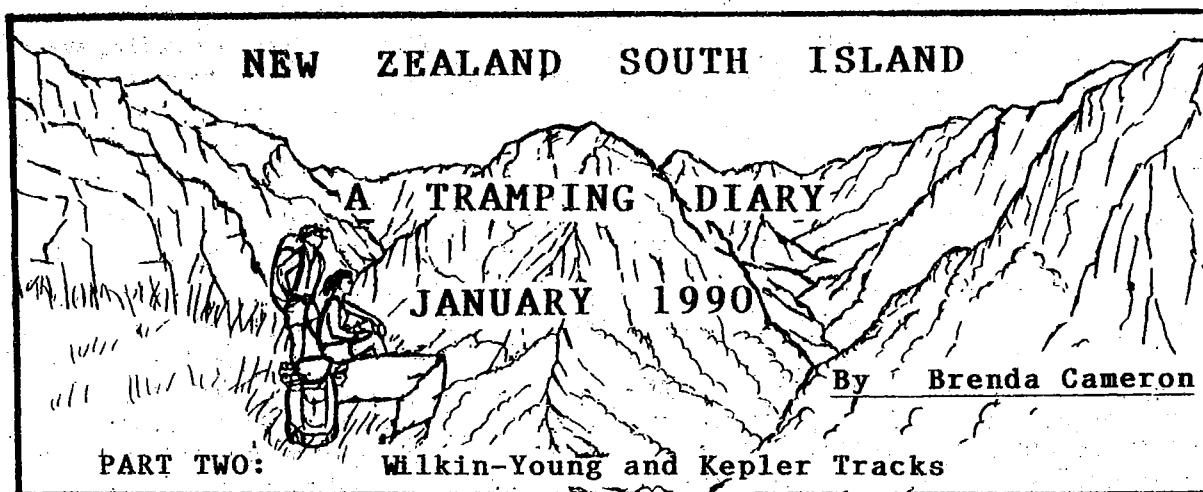 NEW ZEALAND SOUTH ISLAND
A TRAMPING DIARY
JANUARY 1990
By Brenda Cameron
PART TWO: Wilkin-Young and Kepler Tracks